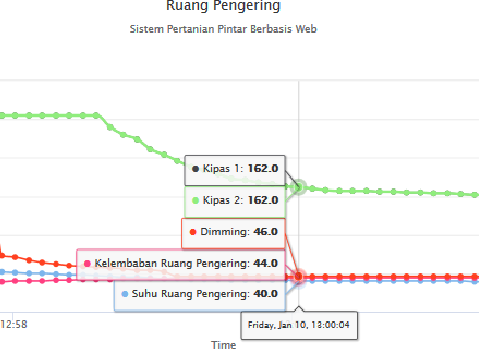 Ruang Pengering
Sistem Pertanian Pintar Berbasis Web
Kipas 1: 162.0
Kipas 2: 162.0
Dimming: 46.0
Kelembaban Ruang Pengering: 44.0
Suhu Ruang Pengering: 40.0
12:58
Friday, Jan 10, 13:00:04
Time